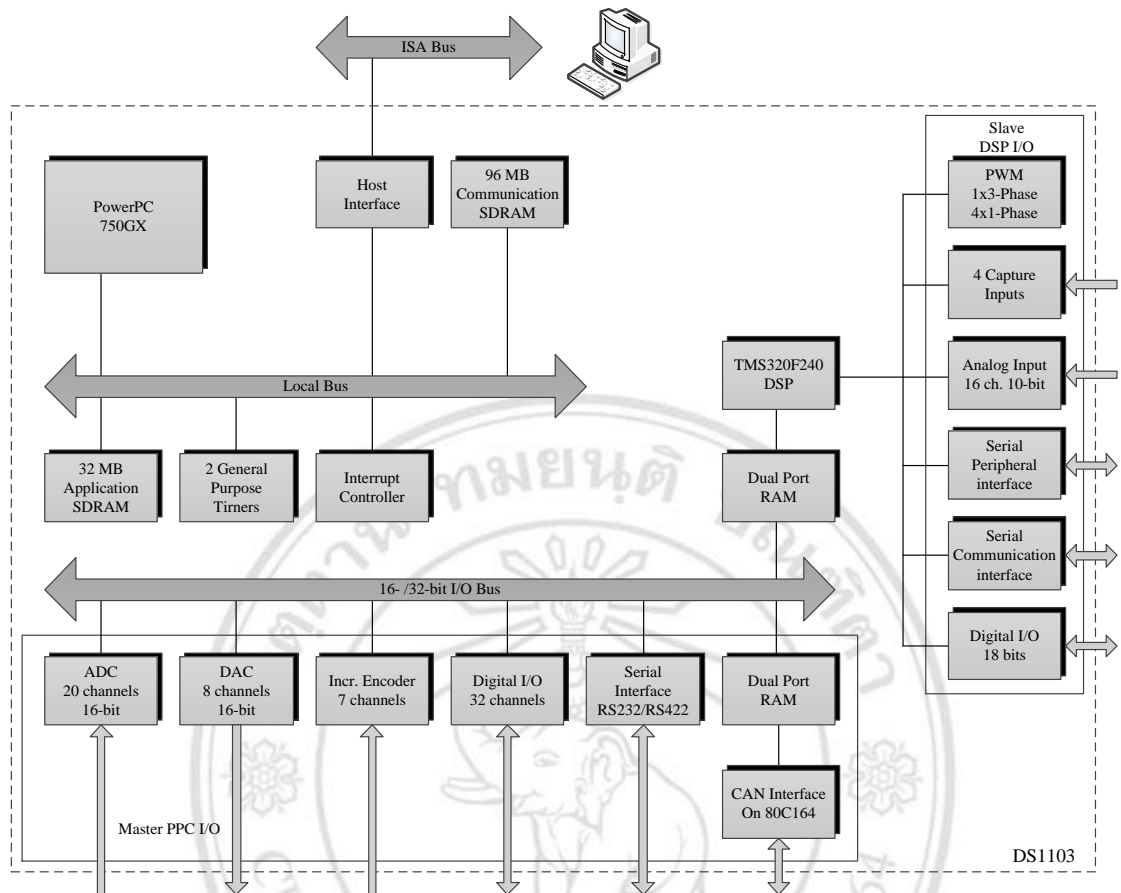 ISA Bus
Slave
DSP I/O
PowerPC
750GX
Host
Interface
96 MB
Communication
SDRAM
PWM
1x3-Phase
4x1-Phase
4 Capture
Inputs
Local Bus
TMS320F240
DSP
Analog Input
16 ch. 10-bit
32 MB
Application
SDRAM
2 General
Purpose
Tirners
Interrupt
Controller
Dual Port
RAM
Serial
Peripheral
interface
Serial
Communication
interface
16- /32-bit I/O Bus
Digital I/O
18 bits
ADC
20 channels
16-bit
DAC
8 channels
16-bit
Incr. Encoder
7 channels
Digital I/O
32 channels
Serial
Interface
RS232/RS422
Dual Port
RAM
CAN Interface
On 80C164
Master PPC I/O
DS1103